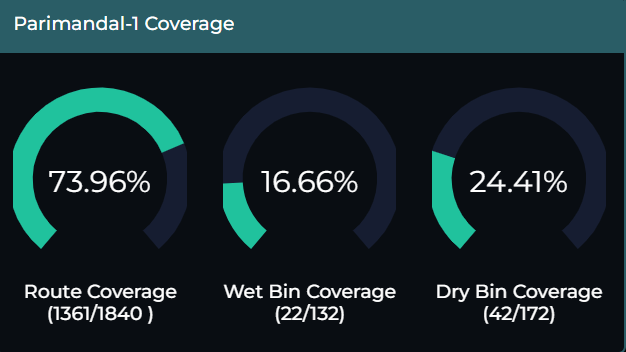 Parimandal-1 Coverage
73.96%
16.66%
24.41%
Route Coverage
(1361/1840 )
Wet Bin Coverage
(22/132)
Dry Bin Coverage
(42/172)